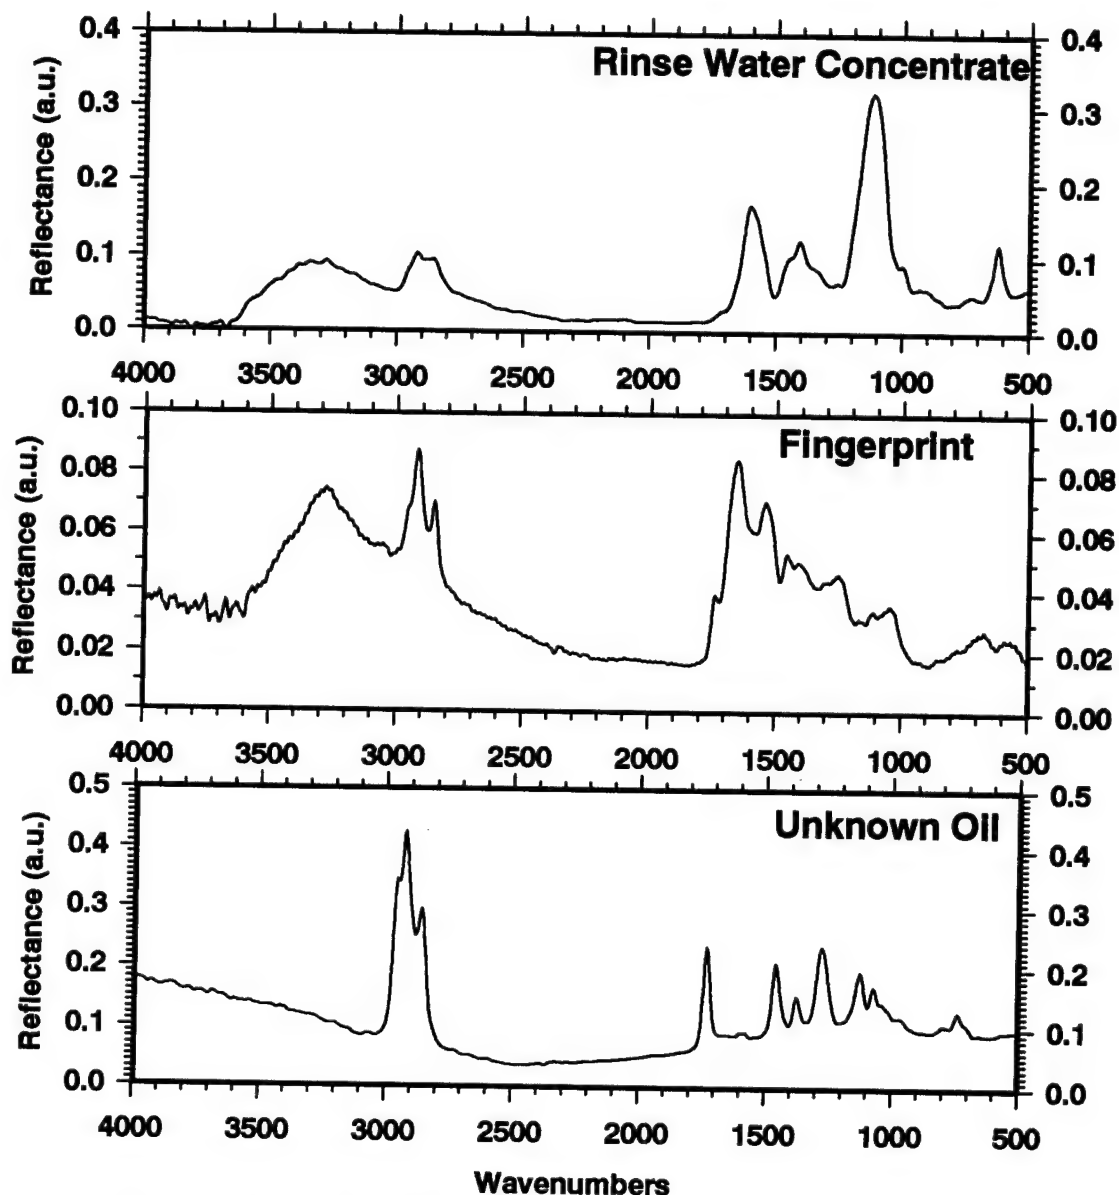 Rinse Water Concentrate
Reflectance (a.u.)
0.4 0.4
0.3 0.3
0.2 0.2
0.1 0.1
0.0 0.0
4000 3500 3000 2500 2000 1500 1000 500
Fingerprint
Reflectance (a.u.)
0.10 0.10
0.08 0.08
0.06 0.06
0.04 0.04
0.02 0.02
0.00 0.00
4000 3500 3000 2500 2000 1500 1000 500
Unknown Oil
Reflectance (a.u.)
0.5 0.5
0.4 0.4
0.3 0.3
0.2 0.2
0.1 0.1
0.0 0.0
4000 3500 3000 2500 2000 1500 1000 500
Wavenumbers